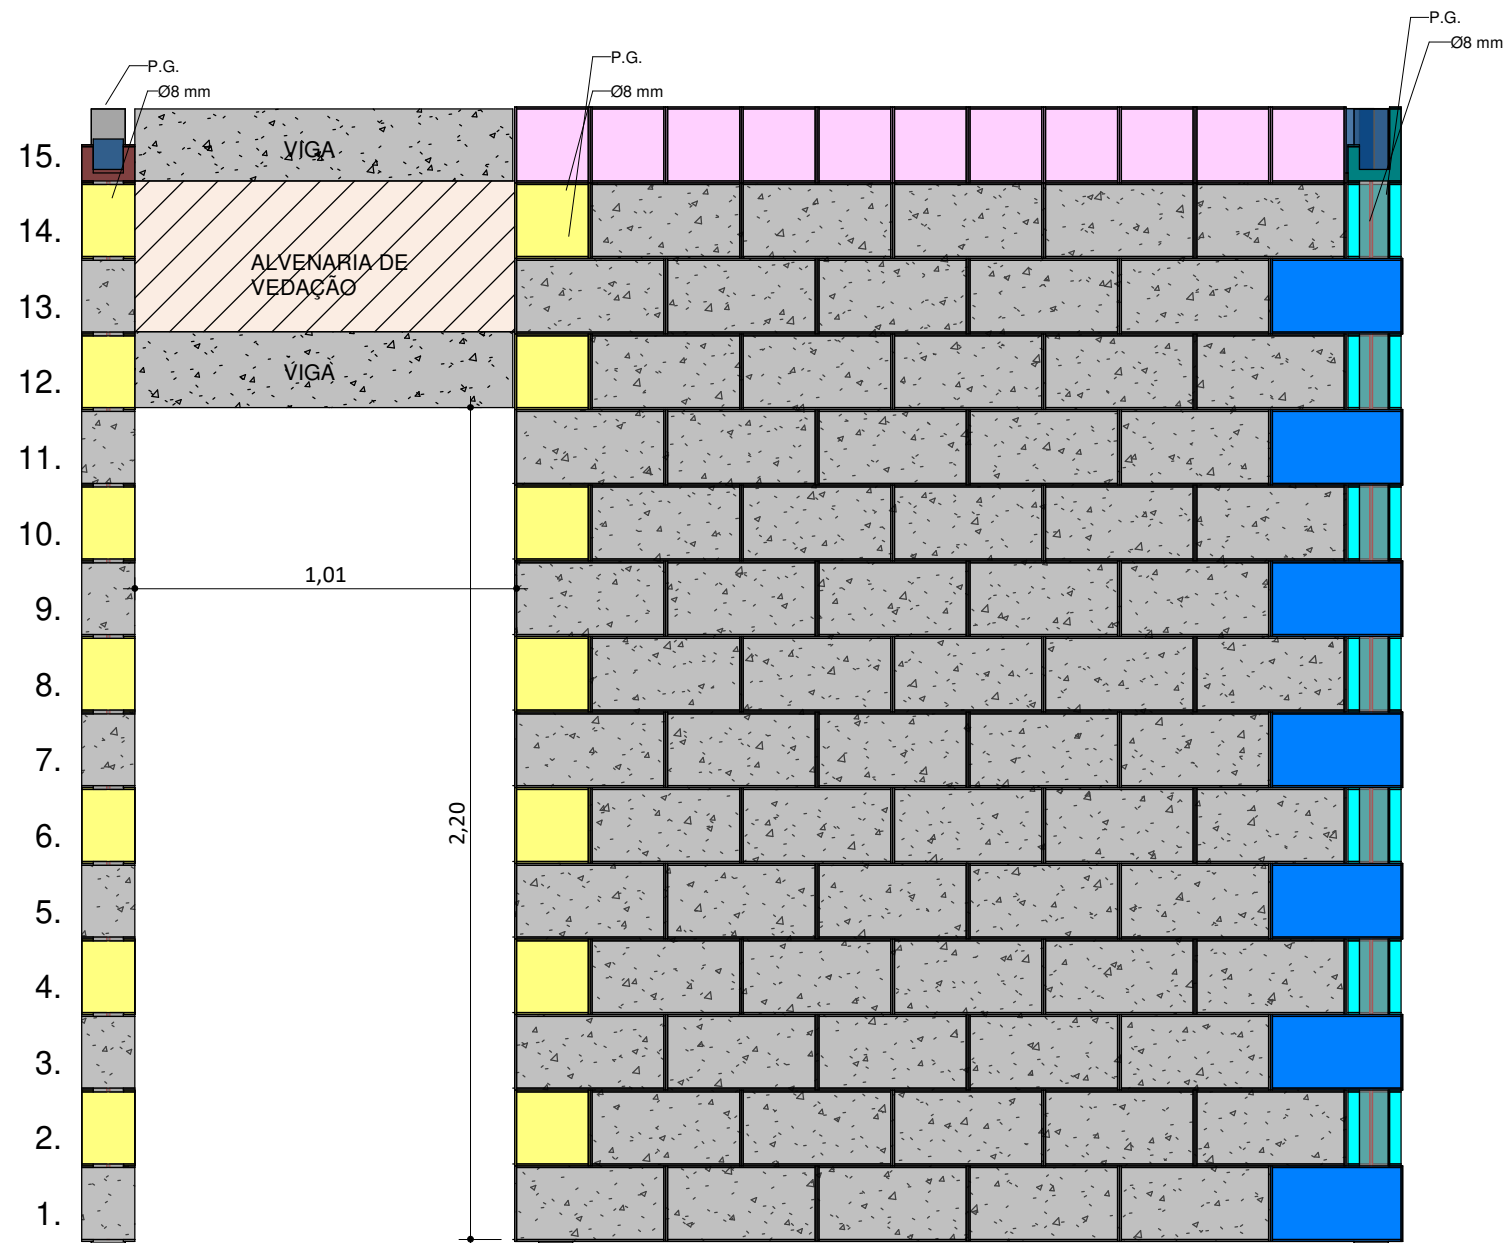 P.G.
Ø8 mm
P.G.
Ø8 mm
P.G.
Ø8 mm
15.
VIGA
14.
ALVENARIA DE
VEDAÇÃO
13.
12.
VIGA
11.
10.
1,01
9.
8.
7.
2,20
6.
5.
4.
3.
2.
1.